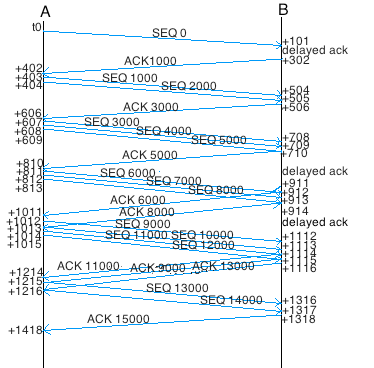 A B
t0
SEQ 0
+101
delayed ack
+302
ACK1000
+402
+403
+404
SEQ 1000
SEQ 2000
+504
+505
+506
ACK 3000
+606
+607
+608
+609
SEQ 3000
SEQ 4000
SEQ 5000
+708
+709
+710
ACK 5000
+810
+811
+812
+813
delayed ack
SEQ 6000
SEQ 7000
SEQ 8000
+911
+912
+913
+914
ACK 6000
ACK 8000
+1011
+1012
+1013
+1014
+1015
delayed ack
SEQ 9000
SEQ 10000
SEQ 11000
SEQ 12000
+1112
+1113
+1114
+1115
+1116
ACK 11000
ACK 9000
ACK 13000
+1214
+1215
+1216
SEQ 13000
SEQ 14000
+1316
+1317
+1318
ACK 15000
+1418